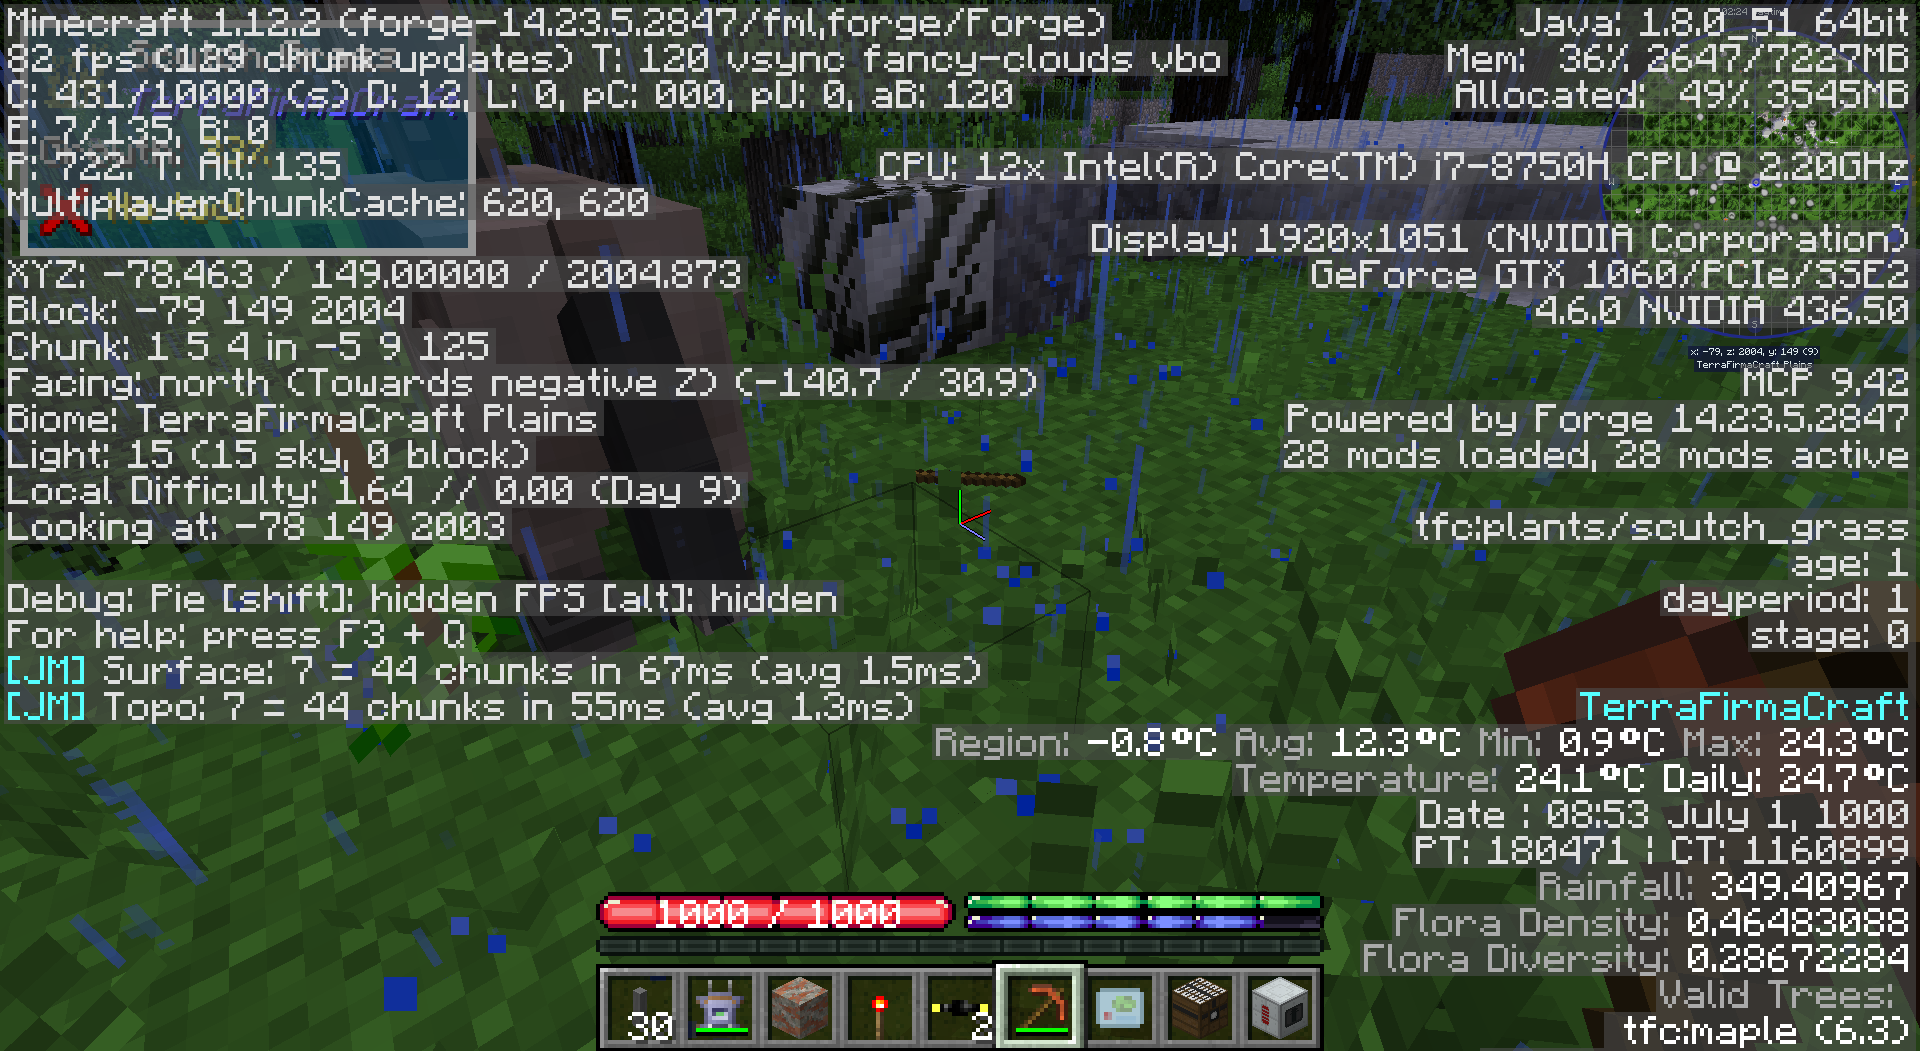 Minecraft 1.12.2 (forge-14.23.5.2847/fml,forge/Forge)
82 fps (129 chunk updates) T: 120 vsync fancy-clouds vbo
C: 431/10000 (s) D: 12, L: 0, pC: 000, pU: 0, aB: 120
E: 7/135, B: 0
P: 722. T: All: 135
MultiplayerChunkCache: 620, 620
TerraFirmaCraft
XYZ: -78.463 / 149.00000 / 2004.873
Block: -79 149 2004
Chunk: 1 5 4 in -5 9 125
Facing: north (Towards negative Z) (-140.7 / 30.9)
Biome: TerraFirmaCraft Plains
Light: 15 (15 sky, 0 block)
Local Difficulty: 1.64 // 0.00 (Day 9)
Looking at: -78 149 2003
Debug: Pie [shift]: hidden FPS [alt]: hidden
For help: press F3 + Q
[JM] Surface: 7 = 44 chunks in 67ms (avg 1.5ms)
[JM] Topo: 7 = 44 chunks in 55ms (avg 1.3ms)
Java: 1.8.0_51 64bit
Mem: 36% 2647/7227MB
Allocated: 49% 3545MB
CPU: 12x Intel(R) Core(TM) i7-8750H CPU @ 2.20GHz
Display: 1920x1051 (NVIDIA Corporation)
GeForce GTX 1060/PCIe/SSE2
4.6.0 NVIDIA 436.50
x: -79, z: 2004, y: 149 (9)
TerraFirmaCraft Plains
MCP 9.42
Powered by Forge 14.23.5.2847
28 mods loaded, 28 mods active
tfc:plants/scutch_grass
age: 1
dayperiod: 1
stage: 0
TerraFirmaCraft
Region: -0.8°C Avg: 12.3°C Min: 0.9°C Max: 24.3°C
Temperature: 24.1°C Daily: 24.7°C
Date : 08:53 July 1, 1000
PT: 180471 | CT: 1160899
Rainfall: 349.40967
Flora Density: 0.46483088
Flora Diversity: 0.28672284
Valid Trees:
tfc:maple (6.3)
1000 / 1000
30
2